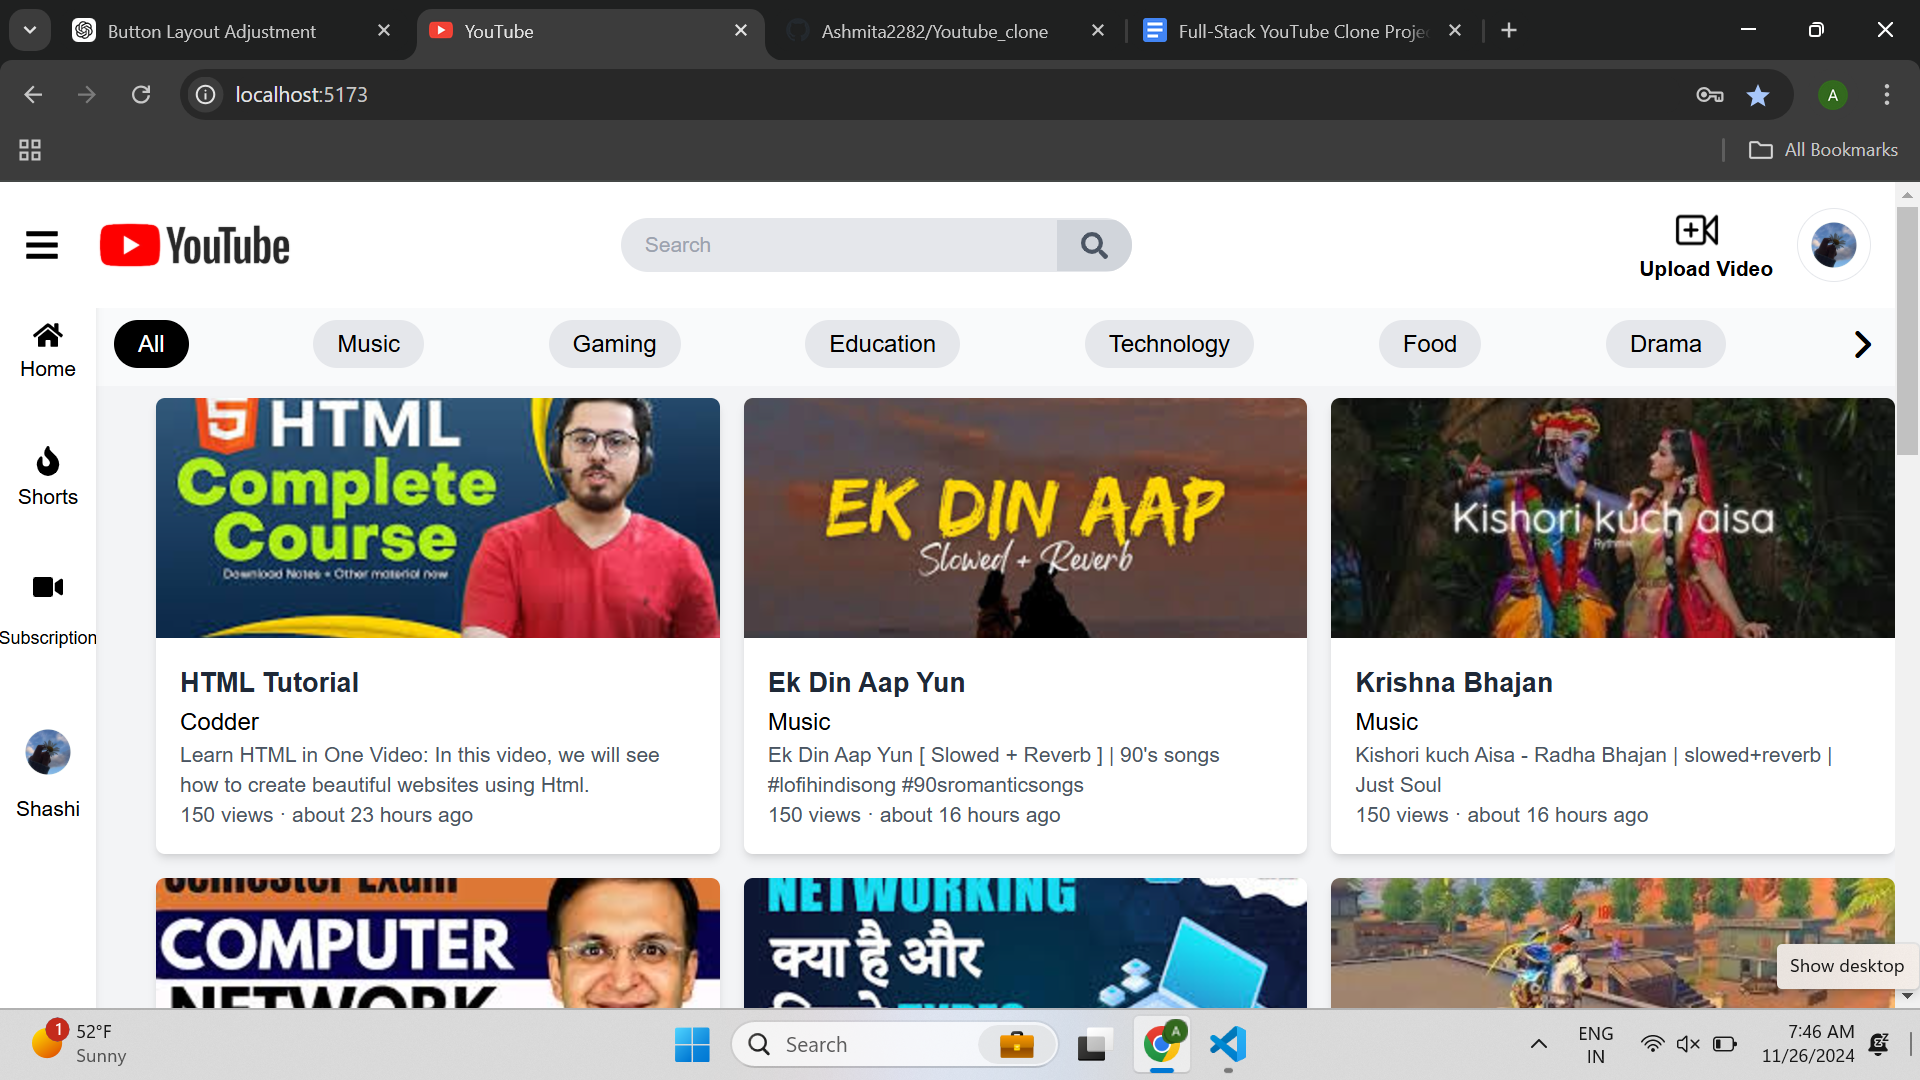 Button Layout Adjustment
YouTube
Ashmita2282/Youtube_clone
Full-Stack YouTube Clone Proje
localhost:5173
A
All Bookmarks
YouTube
Search
Upload Video
All
Music
Gaming
Education
Technology
Food
Drama
Home
Shorts
Subscription
Shashi
5 HTML
Complete
Course
Download Notes + Other material now
EK DIN AAP
Slowed + Reverb
Kishori kuch aisa
HTML Tutorial
Codder
Learn HTML in One Video: In this video, we will see
how to create beautiful websites using Html.
150 views · about 23 hours ago
Ek Din Aap Yun
Music
Ek Din Aap Yun [ Slowed + Reverb ] | 90's songs
#lofihindisong #90sromanticsongs
150 views · about 16 hours ago
Krishna Bhajan
Music
Kishori kuch Aisa - Radha Bhajan | slowed+reverb |
Just Soul
150 views · about 16 hours ago
Semester Exam
COMPUTER
NETWORK
NETWORKING
क्या है और
Show desktop
1
52°F
Sunny
Search
A
ENG
IN
7:46 AM
11/26/2024